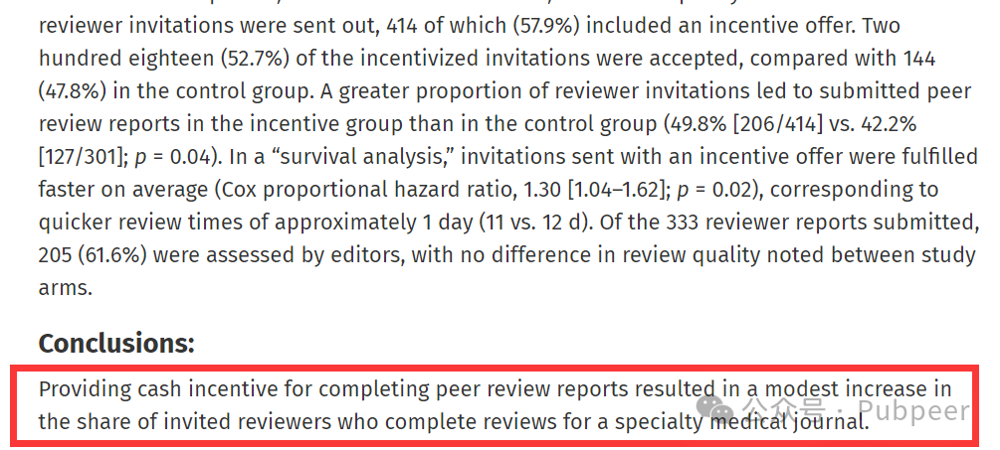 reviewer invitations were sent out, 414 of which (57.9%) included an incentive offer. Two
hundred eighteen (52.7%) of the incentivized invitations were accepted, compared with 144
(47.8%) in the control group. A greater proportion of reviewer invitations led to submitted peer
review reports in the incentive group than in the control group (49.8% [206/414] vs. 42.2%
[127/301]; p = 0.04). In a “survival analysis,” invitations sent with an incentive offer were fulfilled
faster on average (Cox proportional hazard ratio, 1.30 [1.04–1.62]; p = 0.02), corresponding to
quicker review times of approximately 1 day (11 vs. 12 d). Of the 333 reviewer reports submitted,
205 (61.6%) were assessed by editors, with no difference in review quality noted between study
arms.
Conclusions:
Providing cash incentive for completing peer review reports resulted in a modest increase in
the share of invited reviewers who complete reviews for a specialty medical journal.
公众号 · Pubpeer